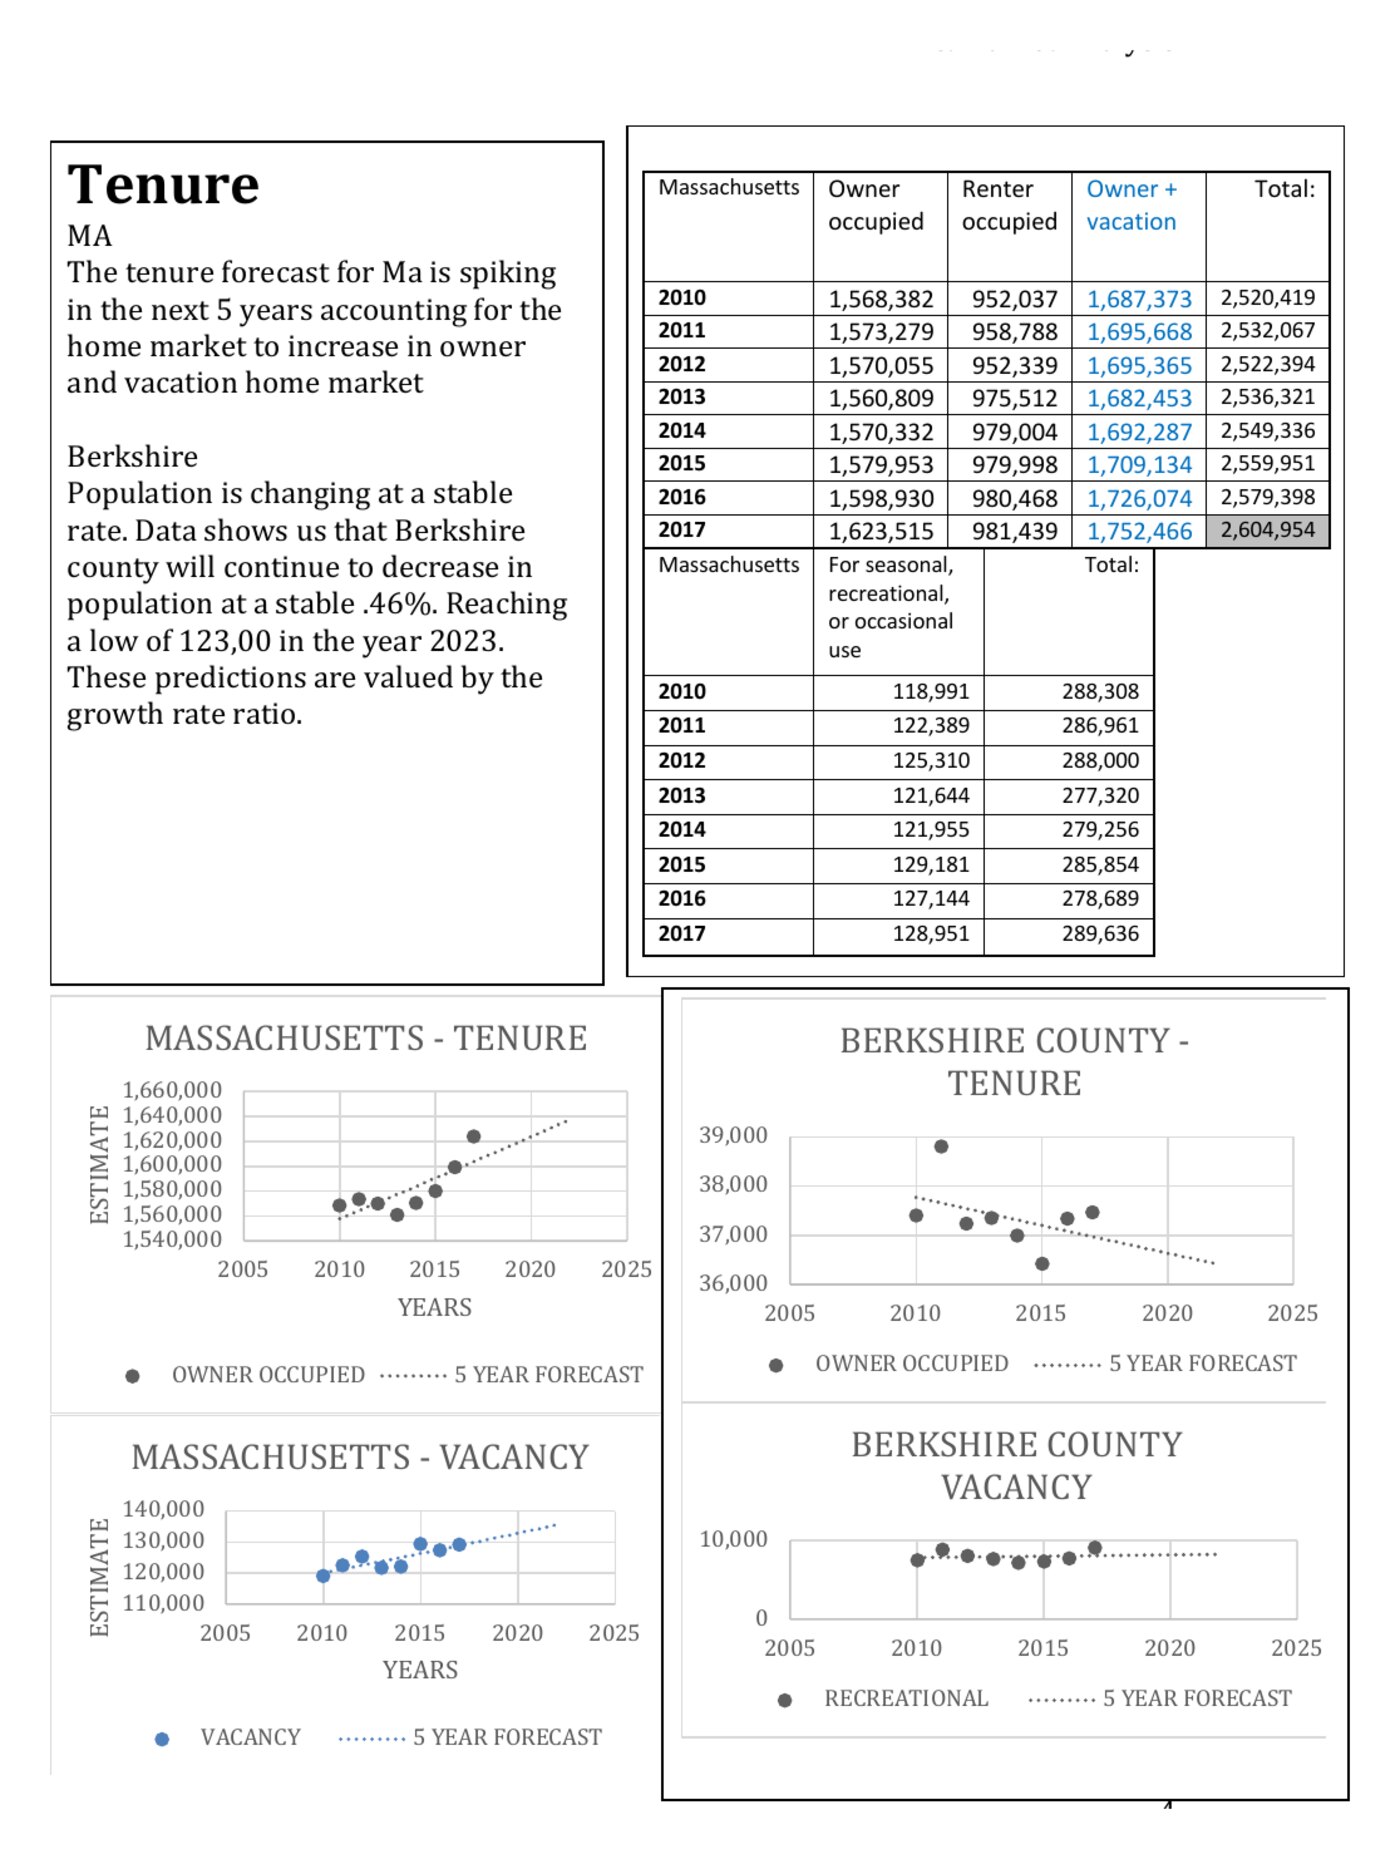 Tenure
MA
The tenure forecast for Ma is spiking
in the next 5 years accounting for the
home market to increase in owner
and vacation home market
Berkshire
Population is changing at a stable
rate. Data shows us that Berkshire
county will continue to decrease in
population at a stable .46%. Reaching
a low of 123,00 in the year 2023.
These predictions are valued by the
growth rate ratio.
Massachusetts Owner Renter Owner + Total:
occupied occupied vacation
2010 1,568,382 952,037 1,687,373 2,520,419
2011 1,573,279 958,788 1,695,668 2,532,067
2012 1,570,055 952,339 1,695,365 2,522,394
2013 1,560,809 975,512 1,682,453 2,536,321
2014 1,570,332 979,004 1,692,287 2,549,336
2015 1,579,953 979,998 1,709,134 2,559,951
2016 1,598,930 980,468 1,726,074 2,579,398
2017 1,623,515 981,439 1,752,466 2,604,954
Massachusetts For seasonal, Total:
recreational,
or occasional
use
2010 118,991 288,308
2011 122,389 286,961
2012 125,310 288,000
2013 121,644 277,320
2014 121,955 279,256
2015 129,181 285,854
2016 127,144 278,689
2017 128,951 289,636
MASSACHUSETTS - TENURE
ESTIMATE
1,660,000
1,640,000
1,620,000
1,600,000
1,580,000
1,560,000
1,540,000
2005 2010 2015 2020 2025
YEARS
OWNER OCCUPIED 5 YEAR FORECAST
MASSACHUSETTS - VACANCY
ESTIMATE
140,000
130,000
120,000
110,000
2005 2010 2015 2020 2025
YEARS
VACANCY 5 YEAR FORECAST
BERKSHIRE COUNTY -
TENURE
39,000
38,000
37,000
36,000
2005 2010 2015 2020 2025
OWNER OCCUPIED 5 YEAR FORECAST
BERKSHIRE COUNTY
VACANCY
10,000
0
2005 2010 2015 2020 2025
RECREATIONAL 5 YEAR FORECAST